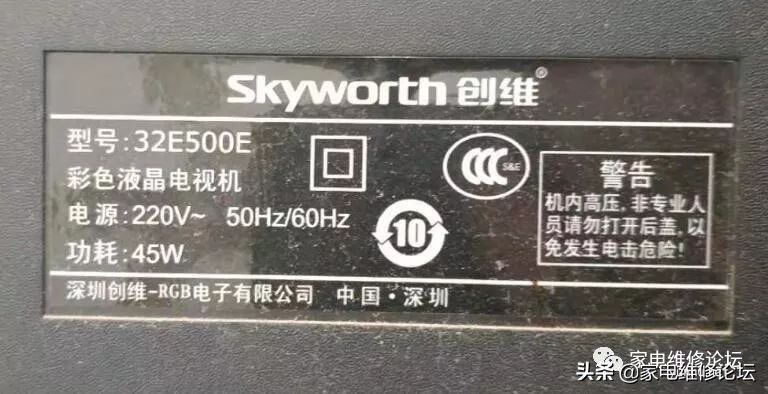 Skyworth 创维®
型号:32E500E
彩色液晶电视机
电源:220V~ 50Hz/60Hz
功耗:45W
CCC S&E
10
警告
机内高压,非专业人
员请勿打开后盖,以
免发生电击危险!
深圳创维-RGB电子有限公司 中国·深圳
家电维修论坛
头条@家电维修论坛